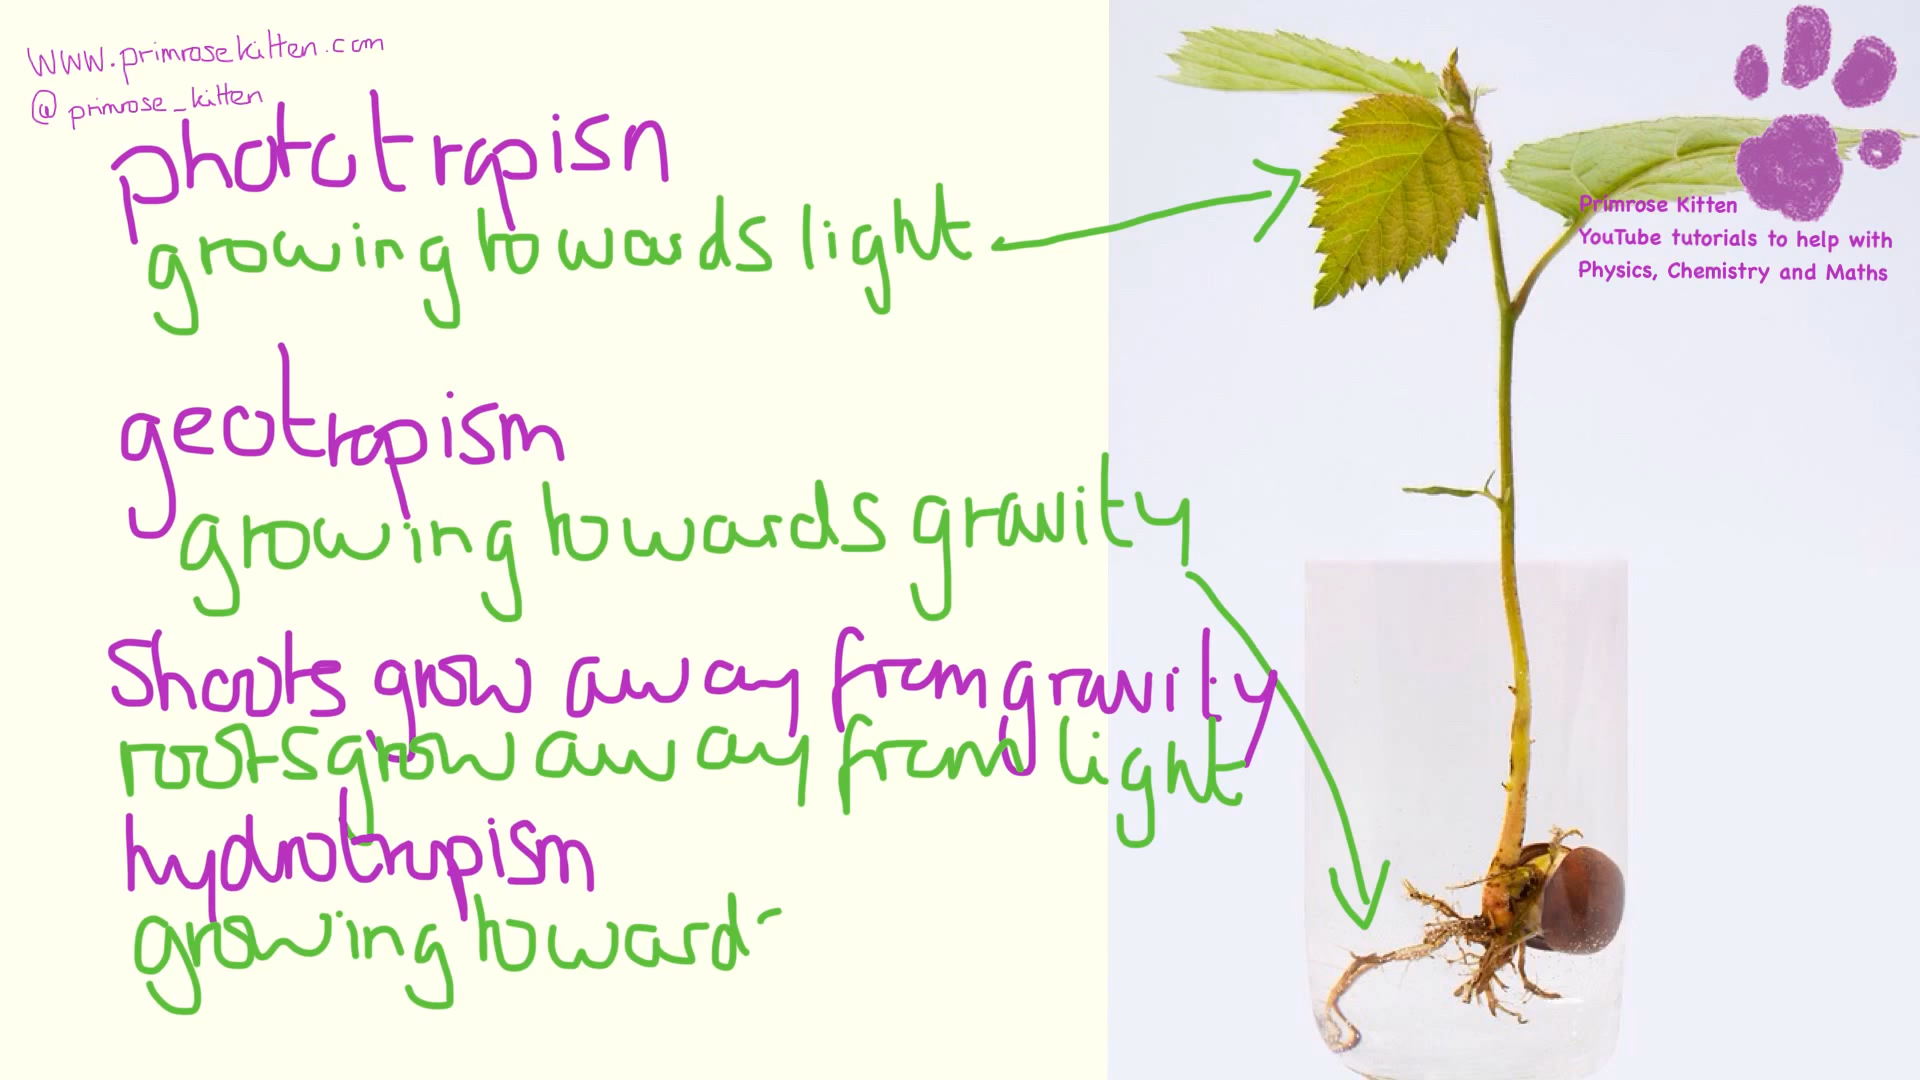 www.primrosekitten.com
@primrose_kitten
phototropisn
growing towards light
geotropism
growing towards gravity
Shoots grow away from gravity
roots grow away from light
hydrotropism
growing toward
Primrose Kitten
YouTube tutorials to help with
Physics, Chemistry and Maths